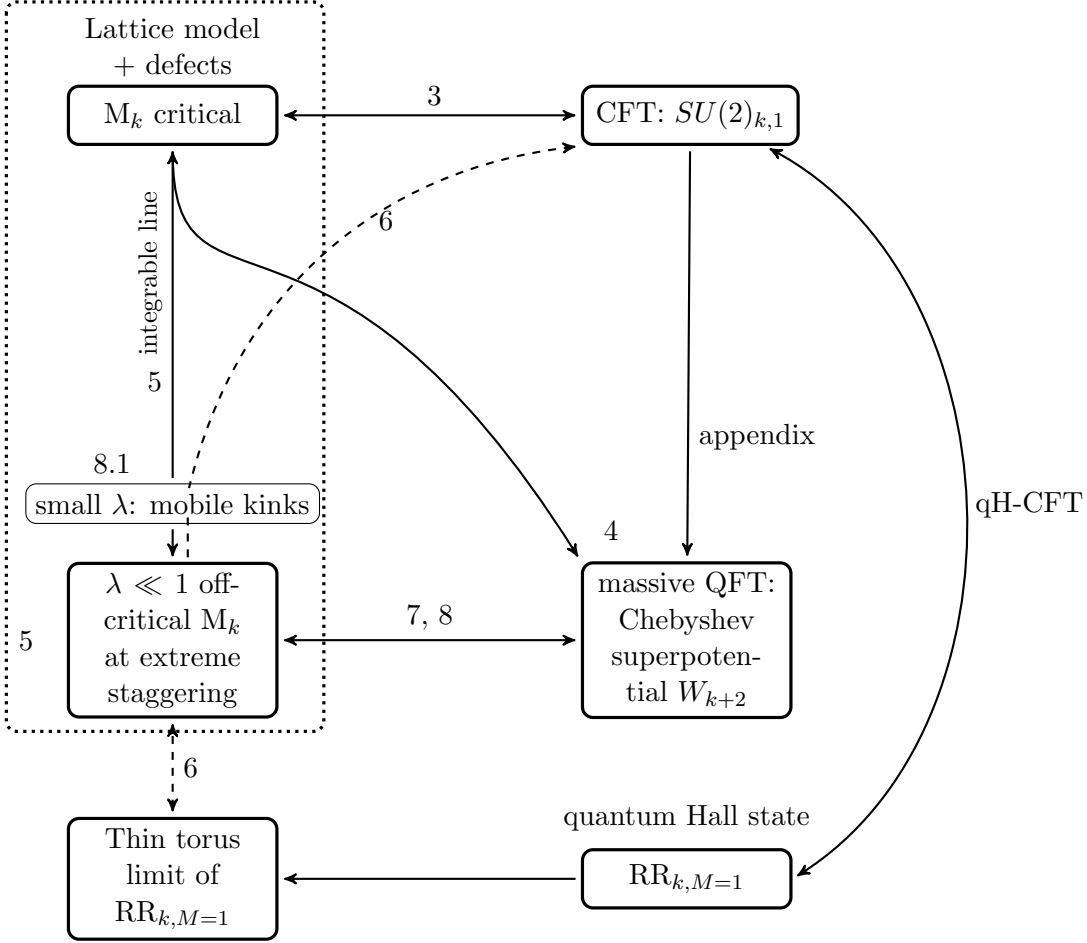 Lattice model
+ defects
M_k critical
3
CFT: SU(2)_{k,1}
6
integrable line
5
appendix
8.1
small λ: mobile kinks
qH-CFT
4
λ ≪ 1 off-
critical M_k
at extreme
staggering
5
7, 8
massive QFT:
Chebyshev
superpoten-
tial W_{k+2}
6
Thin torus
limit of
RR_{k,M=1}
quantum Hall state
RR_{k,M=1}